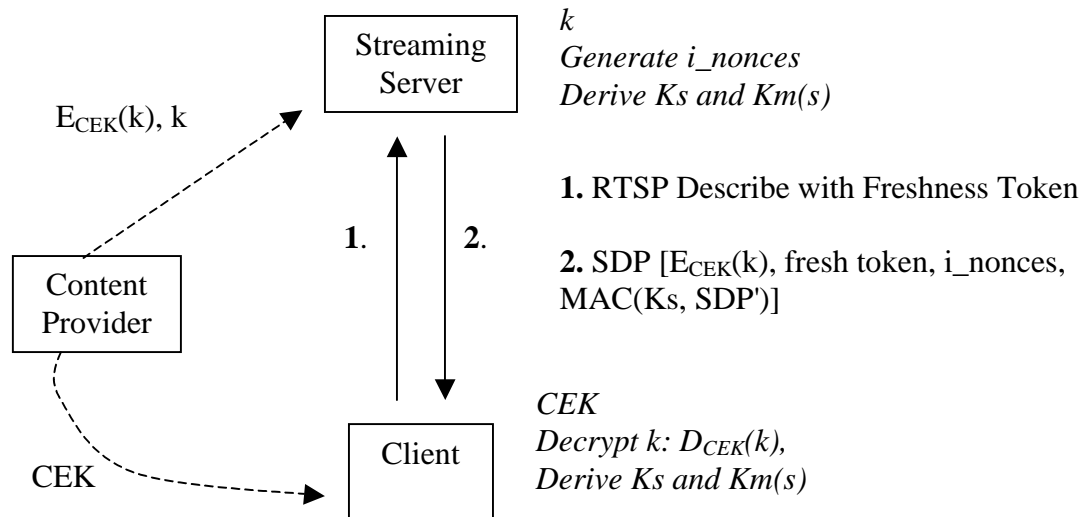 Streaming
Server
k
Generate i_nonces
Derive Ks and Km(s)
E_CEK(k), k
1. RTSP Describe with Freshness Token
1.
2.
2. SDP [E_CEK(k), fresh token, i_nonces,
MAC(Ks, SDP')]
Content
Provider
CEK
Client
CEK
Decrypt k: D_CEK(k),
Derive Ks and Km(s)